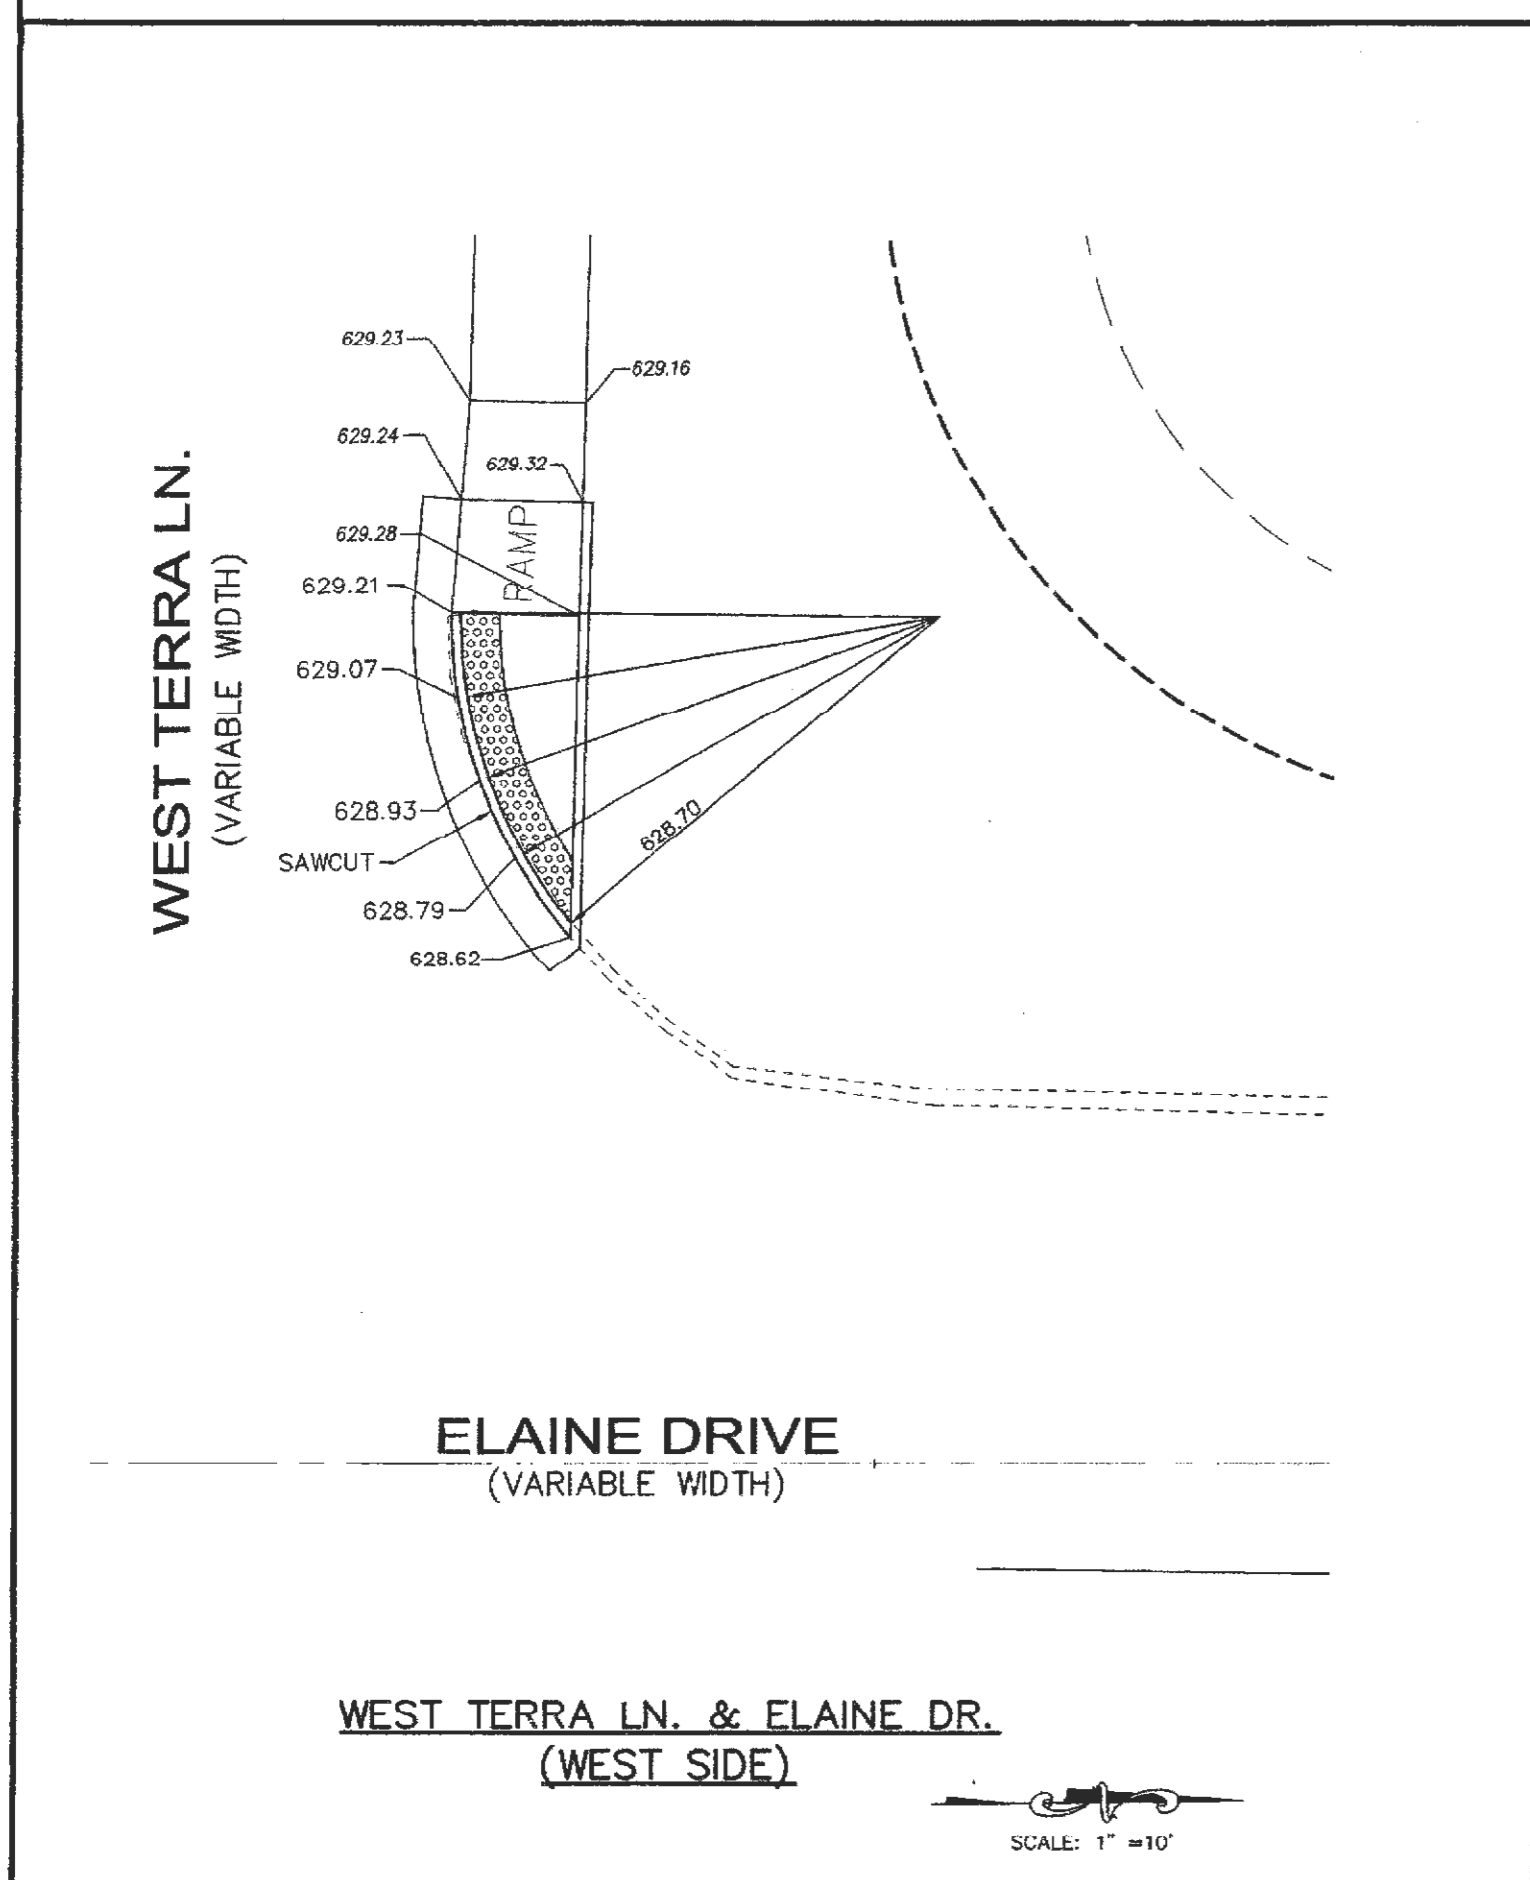 629.23
629.16
629.24
629.32
RAMP
629.28
629.21
629.07
628.93
SAWCUT
628.70
628.79
628.62
WEST TERRA LN.
(VARIABLE WIDTH)
ELAINE DRIVE
(VARIABLE WIDTH)
WEST TERRA LN. & ELAINE DR.
(WEST SIDE)
SCALE: 1" =10'